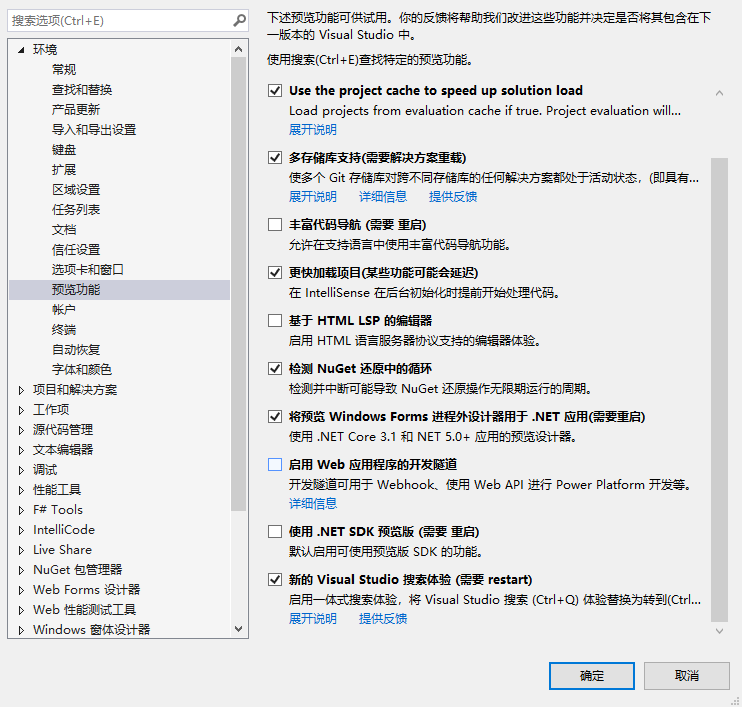 搜索选项(Ctrl+E)
环境
常规
查找和替换
产品更新
导入和导出设置
键盘
扩展
区域设置
任务列表
文档
信任设置
选项卡和窗口
预览功能
帐户
终端
自动恢复
字体和颜色
项目和解决方案
工作项
源代码管理
文本编辑器
调试
性能工具
F# Tools
IntelliCode
Live Share
NuGet 包管理器
Web Forms 设计器
Web 性能测试工具
Windows 窗体设计器
下述预览功能可供试用。你的反馈将帮助我们改进这些功能并决定是否将其包含在下
一版本的 Visual Studio 中。
使用搜索(Ctrl+E)查找特定的预览功能。
Use the project cache to speed up solution load
Load projects from evaluation cache if true. Project evaluation will...
展开说明
多存储库支持(需要解决方案重载)
使多个 Git 存储库对跨不同存储库的任何解决方案都处于活动状态，(即具有...
展开说明 详细信息 提供反馈
丰富代码导航 (需要 重启)
允许在支持语言中使用丰富代码导航功能。
更快加载项目(某些功能可能会延迟)
在 IntelliSense 在后台初始化时提前开始处理代码。
基于 HTML LSP 的编辑器
启用 HTML 语言服务器协议支持的编辑器体验。
检测 NuGet 还原中的循环
检测并中断可能导致 NuGet 还原操作无限期运行的周期。
将预览 Windows Forms 进程外设计器用于 .NET 应用(需要重启)
使用 .NET Core 3.1 和 NET 5.0+ 应用的预览设计器。
启用 Web 应用程序的开发隧道
开发隧道可用于 Webhook、使用 Web API 进行 Power Platform 开发等。
详细信息
使用 .NET SDK 预览版 (需要 重启)
默认启用可使用预览版 SDK 的功能。
新的 Visual Studio 搜索体验 (需要 restart)
启用一体式搜索体验，将 Visual Studio 搜索 (Ctrl+Q) 体验替换为转到(Ctrl...
展开说明 提供反馈
确定 取消